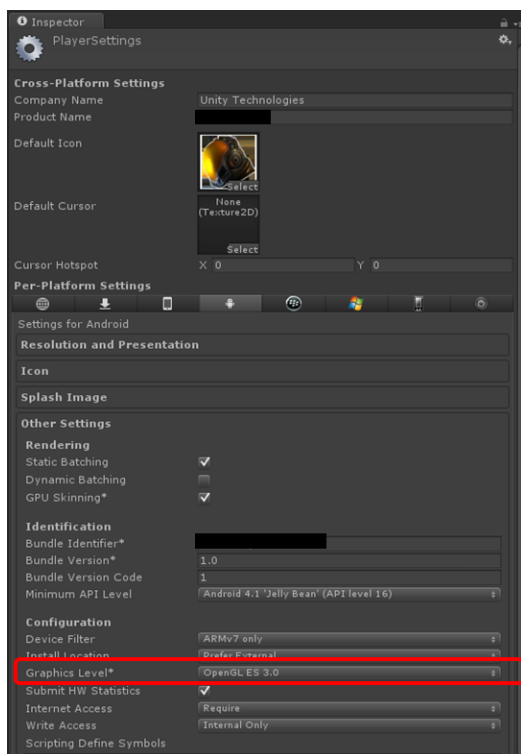 Inspector
PlayerSettings
Cross-Platform Settings
Company Name Unity Technologies
Product Name
Default Icon
Select
Default Cursor None
(Texture2D)
Select
Cursor Hotspot X 0 Y 0
Per-Platform Settings
Settings for Android
Resolution and Presentation
Icon
Splash Image
Other Settings
Rendering
Static Batching
Dynamic Batching
GPU Skinning*
Identification
Bundle Identifier*
Bundle Version* 1.0
Bundle Version Code 1
Minimum API Level Android 4.1 'Jelly Bean' (API level 16)
Configuration
Device Filter ARMv7 only
Install Location Prefer External
Graphics Level* OpenGL ES 3.0
Submit HW Statistics
Internet Access Require
Write Access Internal Only
Scripting Define Symbols